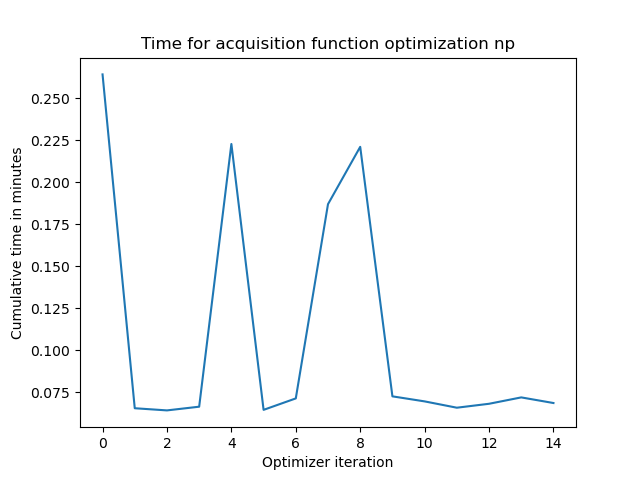 Time for acquisition function optimization np
Cumulative time in minutes
0.250
0.225
0.200
0.175
0.150
0.125
0.100
0.075
0 2 4 6 8 10 12 14
Optimizer iteration